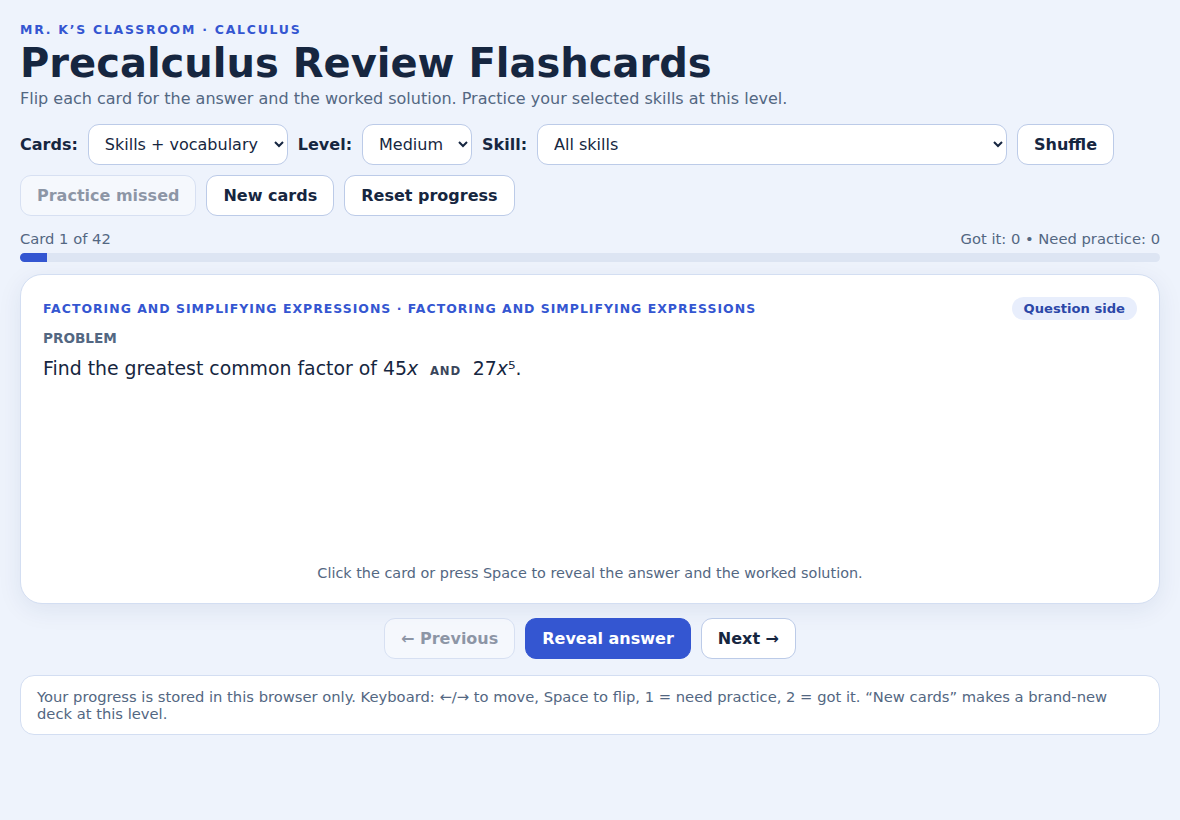 MR. K’S CLASSROOM · CALCULUS
Precalculus Review Flashcards
Flip each card for the answer and the worked solution. Practice your selected skills at this level.
Cards: Skills + vocabulary Level: Medium Skill: All skills Shuffle
Practice missed New cards Reset progress
Card 1 of 42 Got it: 0 • Need practice: 0
FACTORING AND SIMPLIFYING EXPRESSIONS · FACTORING AND SIMPLIFYING EXPRESSIONS Question side
PROBLEM
Find the greatest common factor of 45x AND 27x⁵.
Click the card or press Space to reveal the answer and the worked solution.
← Previous Reveal answer Next →
Your progress is stored in this browser only. Keyboard: ←/→ to move, Space to flip, 1 = need practice, 2 = got it. “New cards” makes a brand-new
deck at this level.